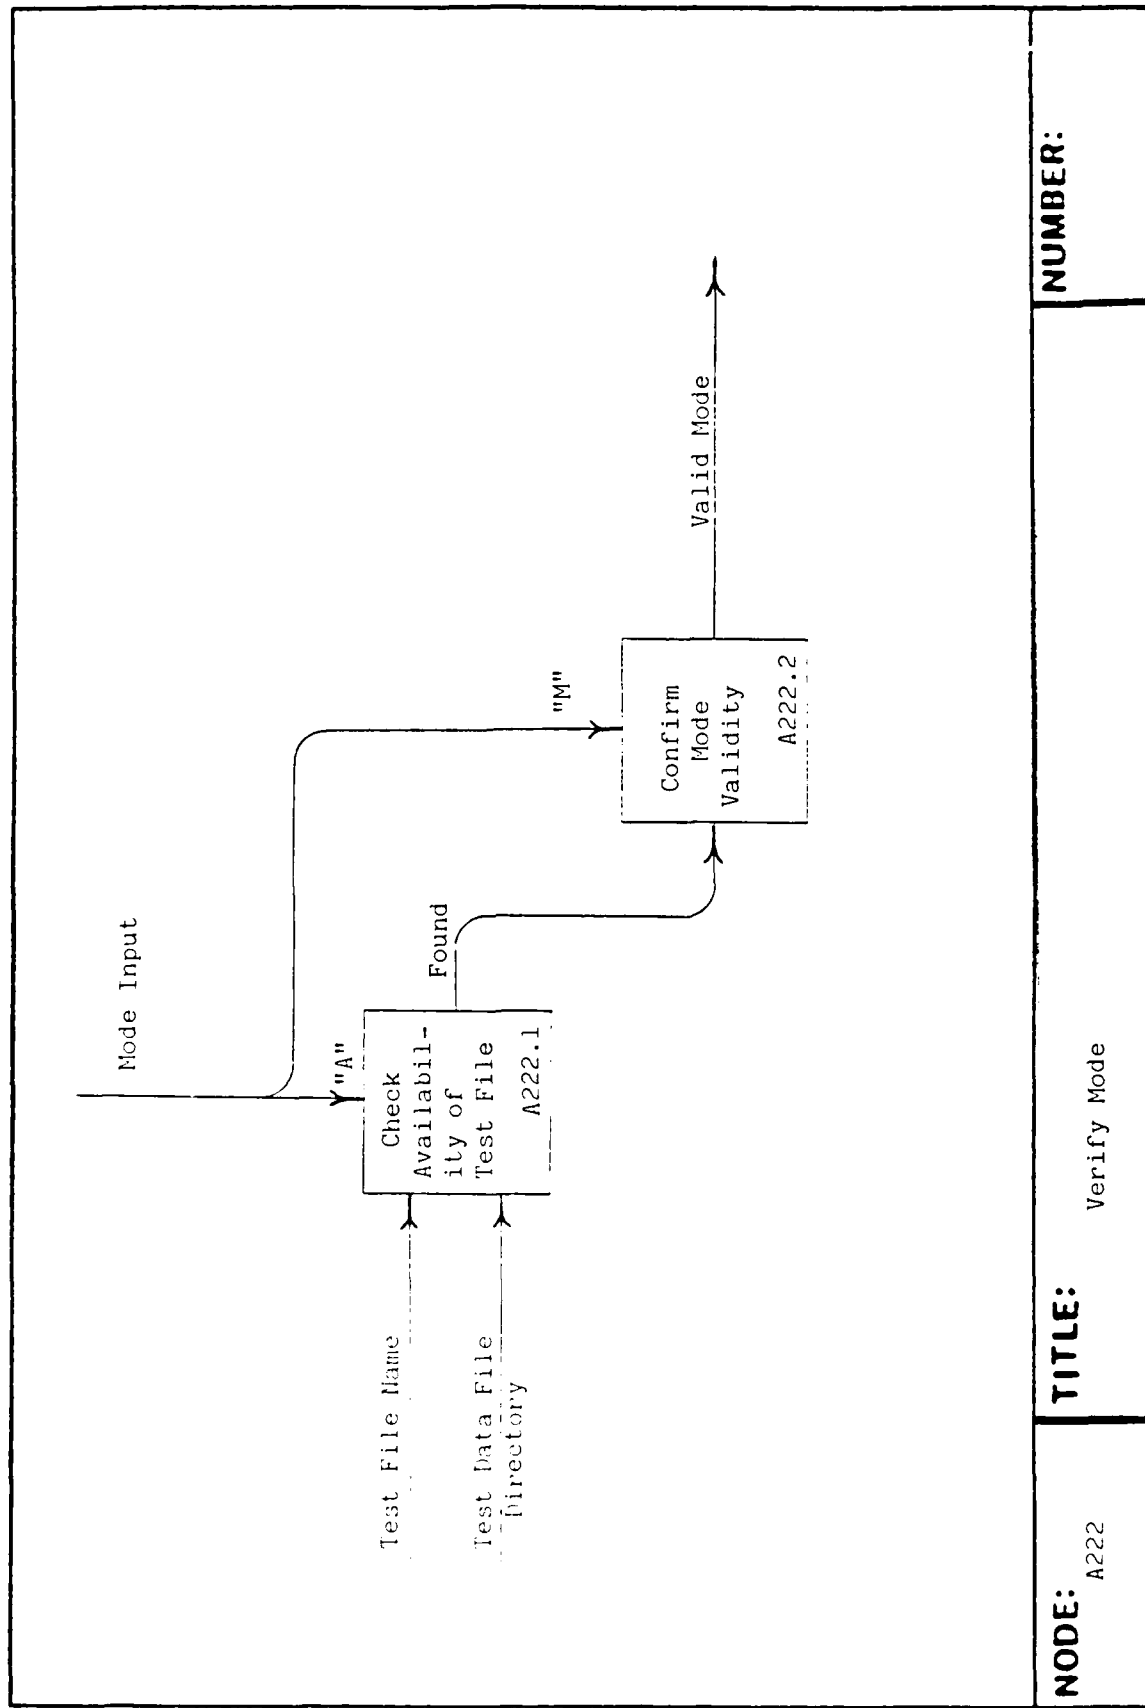 Mode Input
"A"
"M"
Test File Name
Test Data File
Directory
Check
Availabil-
ity of
Test File
A222.1
Found
Confirm
Mode
Validity
A222.2
Valid Mode
NODE:
A222
TITLE:
Verify Mode
NUMBER: